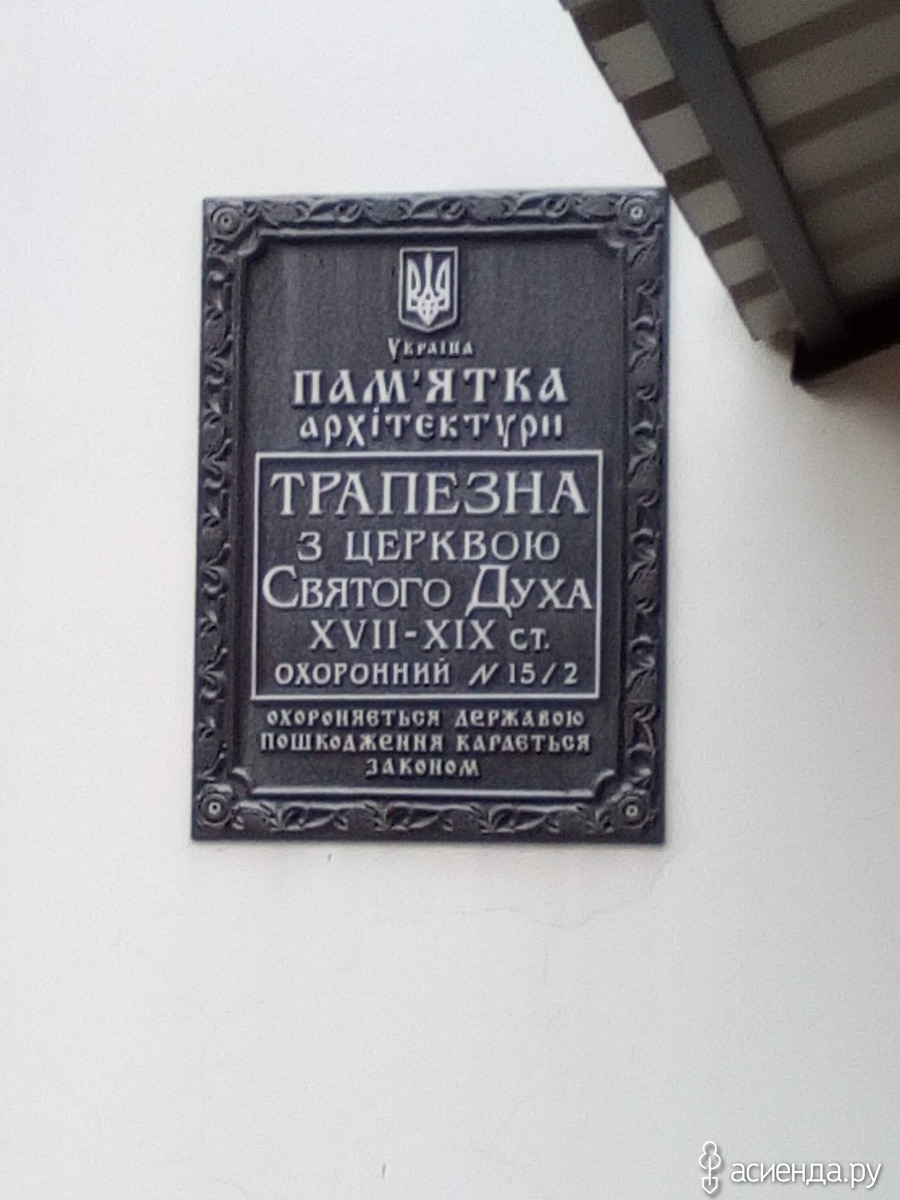 Україна
ПАМ'ЯТКА
архітектури
ТРАПЕЗНА
З ЦЕРКВОЮ
СВЯТОГО ДУХА
XVII-XIX СТ.
ОХОРОННИЙ N 15/2
ОХОРОНЯЄТЬСЯ ДЕРЖАВОЮ
ПОШКОДЖЕННЯ КАРАЄТЬСЯ
ЗАКОНОМ
асиенда.ру